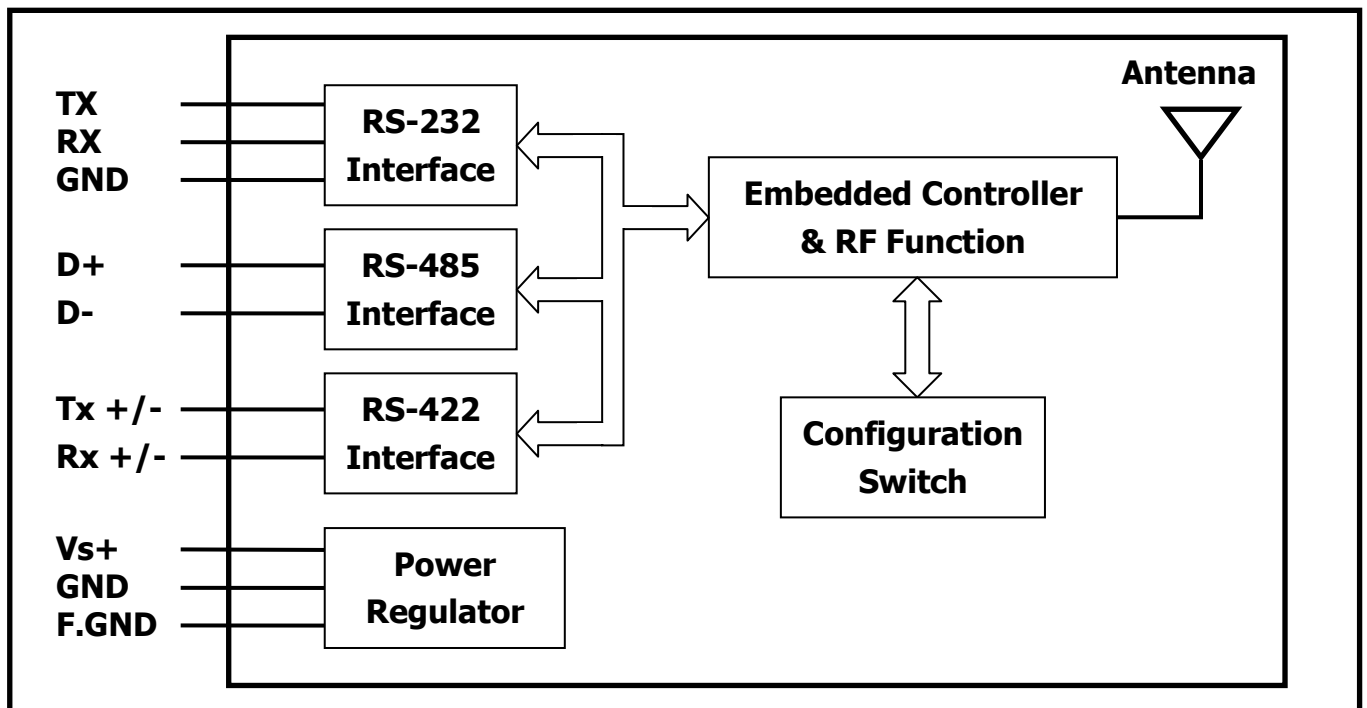 Antenna
TX
RX
GND
RS-232
Interface
Embedded Controller
& RF Function
D+
D-
RS-485
Interface
Tx +/-
Rx +/-
RS-422
Interface
Configuration
Switch
Vs+
GND
F.GND
Power
Regulator